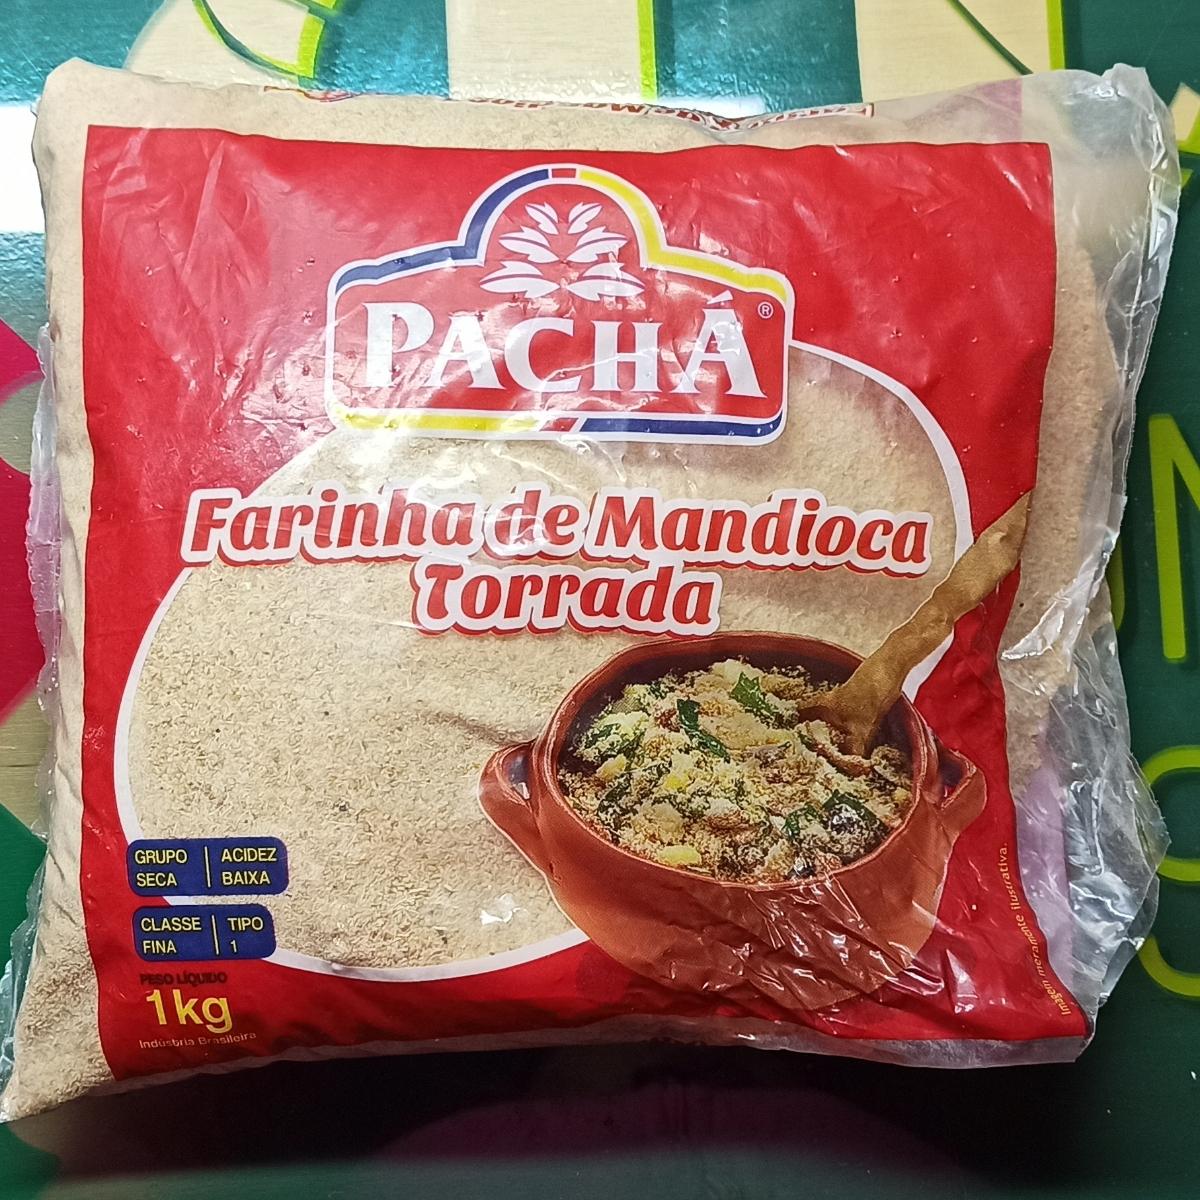 PACHÁ
®
Farinha de Mandioca
Torrada
GRUPO SECA
ACIDEZ BAIXA
CLASSE FINA
TIPO 1
PESO LÍQUIDO
1kg
Indústria Brasileira
Imagem meramente ilustrativa.